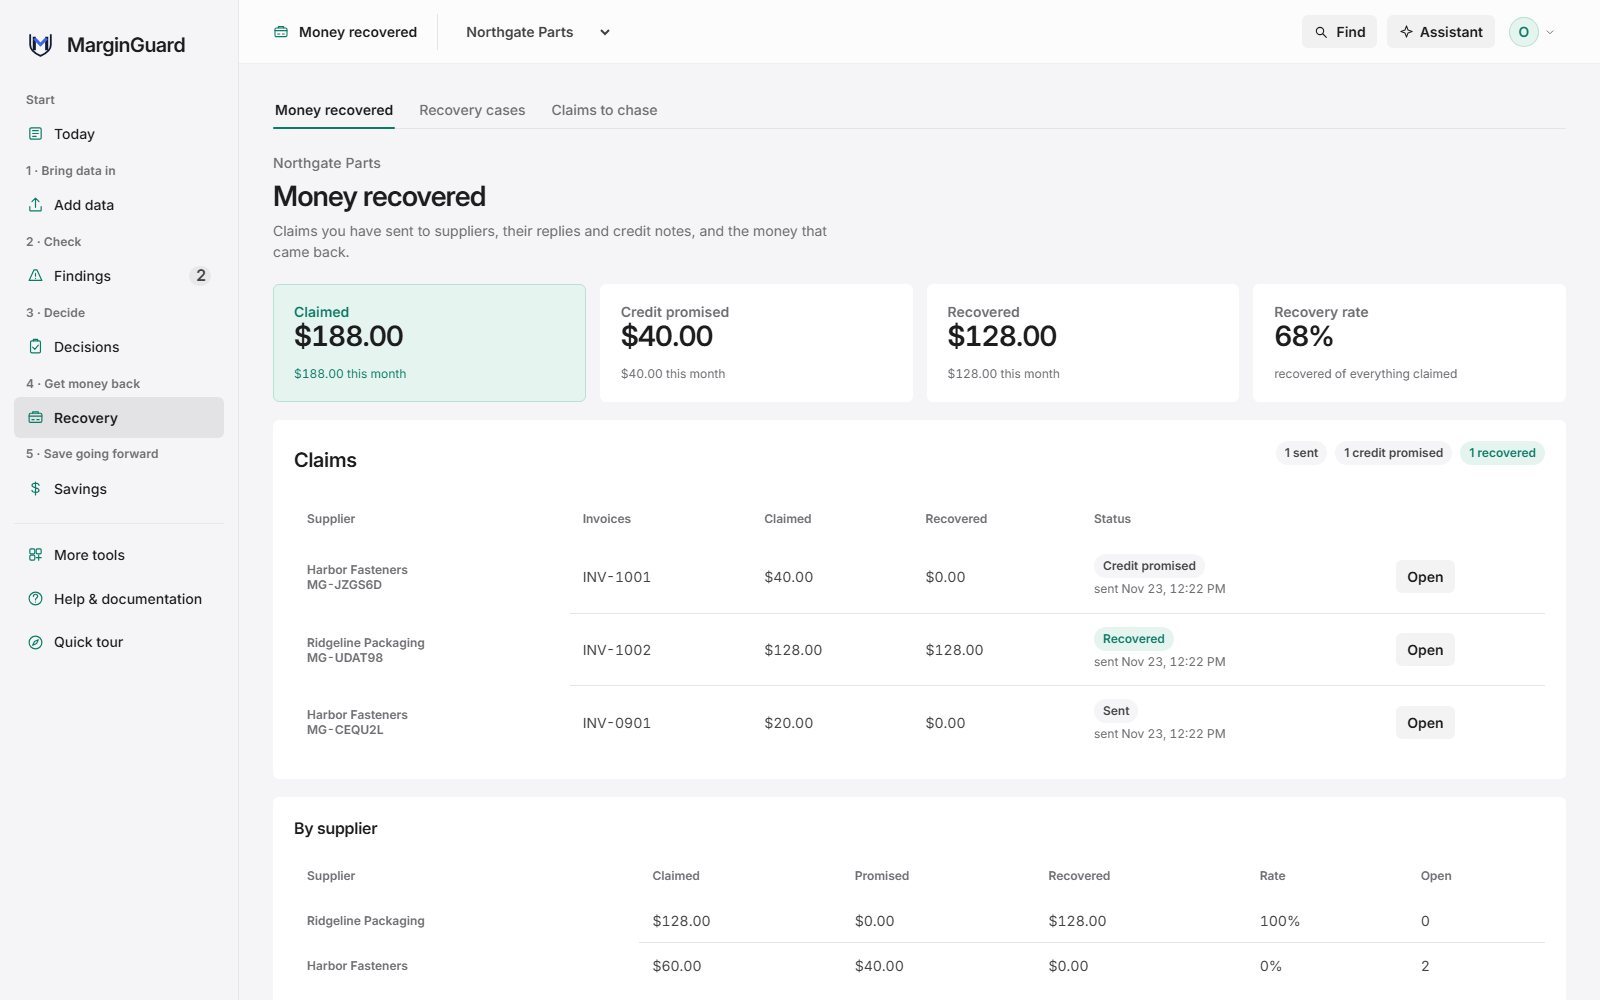 MarginGuard
Start
Today
1 · Bring data in
Add data
2 · Check
Findings 2
3 · Decide
Decisions
4 · Get money back
Recovery
5 · Save going forward
Savings
More tools
Help & documentation
Quick tour
Money recovered Northgate Parts Find Assistant O
Money recovered Recovery cases Claims to chase
Northgate Parts
Money recovered
Claims you have sent to suppliers, their replies and credit notes, and the money that
came back.
Claimed
$188.00
$188.00 this month
Credit promised
$40.00
$40.00 this month
Recovered
$128.00
$128.00 this month
Recovery rate
68%
recovered of everything claimed
Claims 1 sent 1 credit promised 1 recovered
Supplier Invoices Claimed Recovered Status
Harbor Fasteners
MG-JZGS6D
INV-1001 $40.00 $0.00
Credit promised
sent Nov 23, 12:22 PM
Open
Ridgeline Packaging
MG-UDAT98
INV-1002 $128.00 $128.00
Recovered
sent Nov 23, 12:22 PM
Open
Harbor Fasteners
MG-CEQU2L
INV-0901 $20.00 $0.00
Sent
sent Nov 23, 12:22 PM
Open
By supplier
Supplier Claimed Promised Recovered Rate Open
Ridgeline Packaging $128.00 $0.00 $128.00 100% 0
Harbor Fasteners $60.00 $40.00 $0.00 0% 2